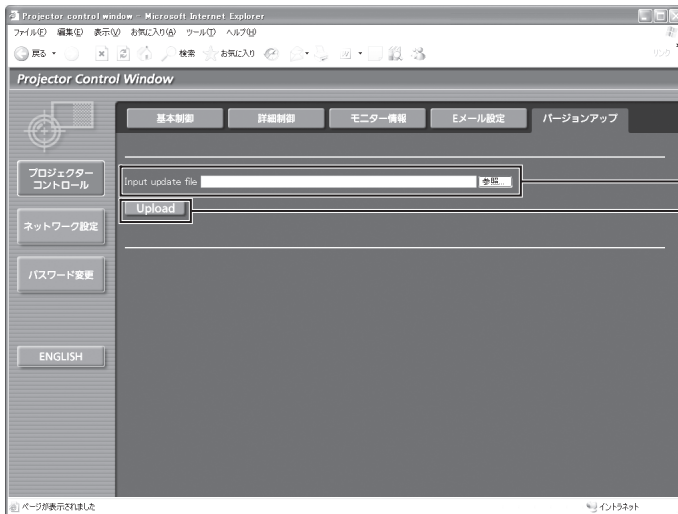 Projector control window - Microsoft Internet Explorer
ファイル(F) 編集(E) 表示(V) お気に入り(A) ツール(T) ヘルプ(H)
戻る 検索 お気に入り リンク
Projector Control Window
基本制御 詳細制御 モニター情報 Eメール設定 バージョンアップ
プロジェクター
コントロール
Input update file 参照...
Upload
ネットワーク設定
パスワード変更
ENGLISH
ページが表示されました イントラネット